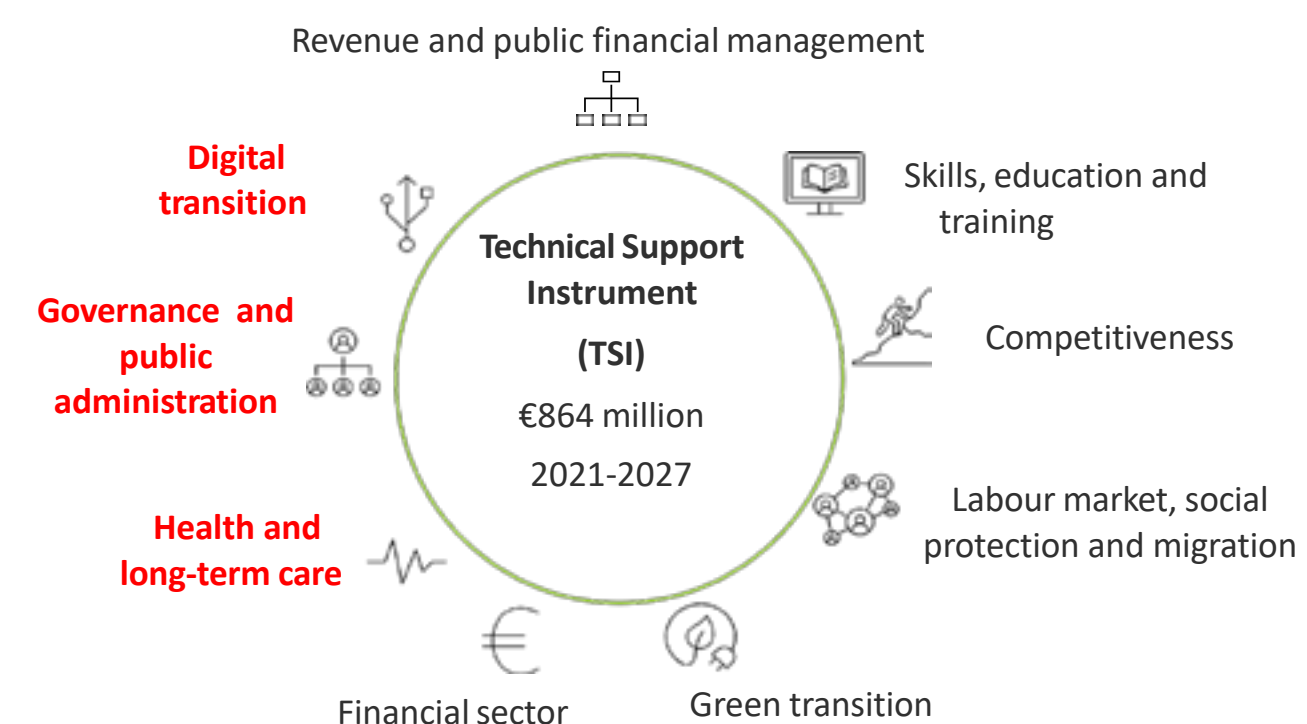 Revenue and public financial management
Digital
transition
Skills, education and
training
Technical Support
Instrument
(TSI)
€864 million
2021-2027
Governance and
public
administration
Competitiveness
Health and
long-term care
Labour market, social
protection and migration
Financial sector
Green transition